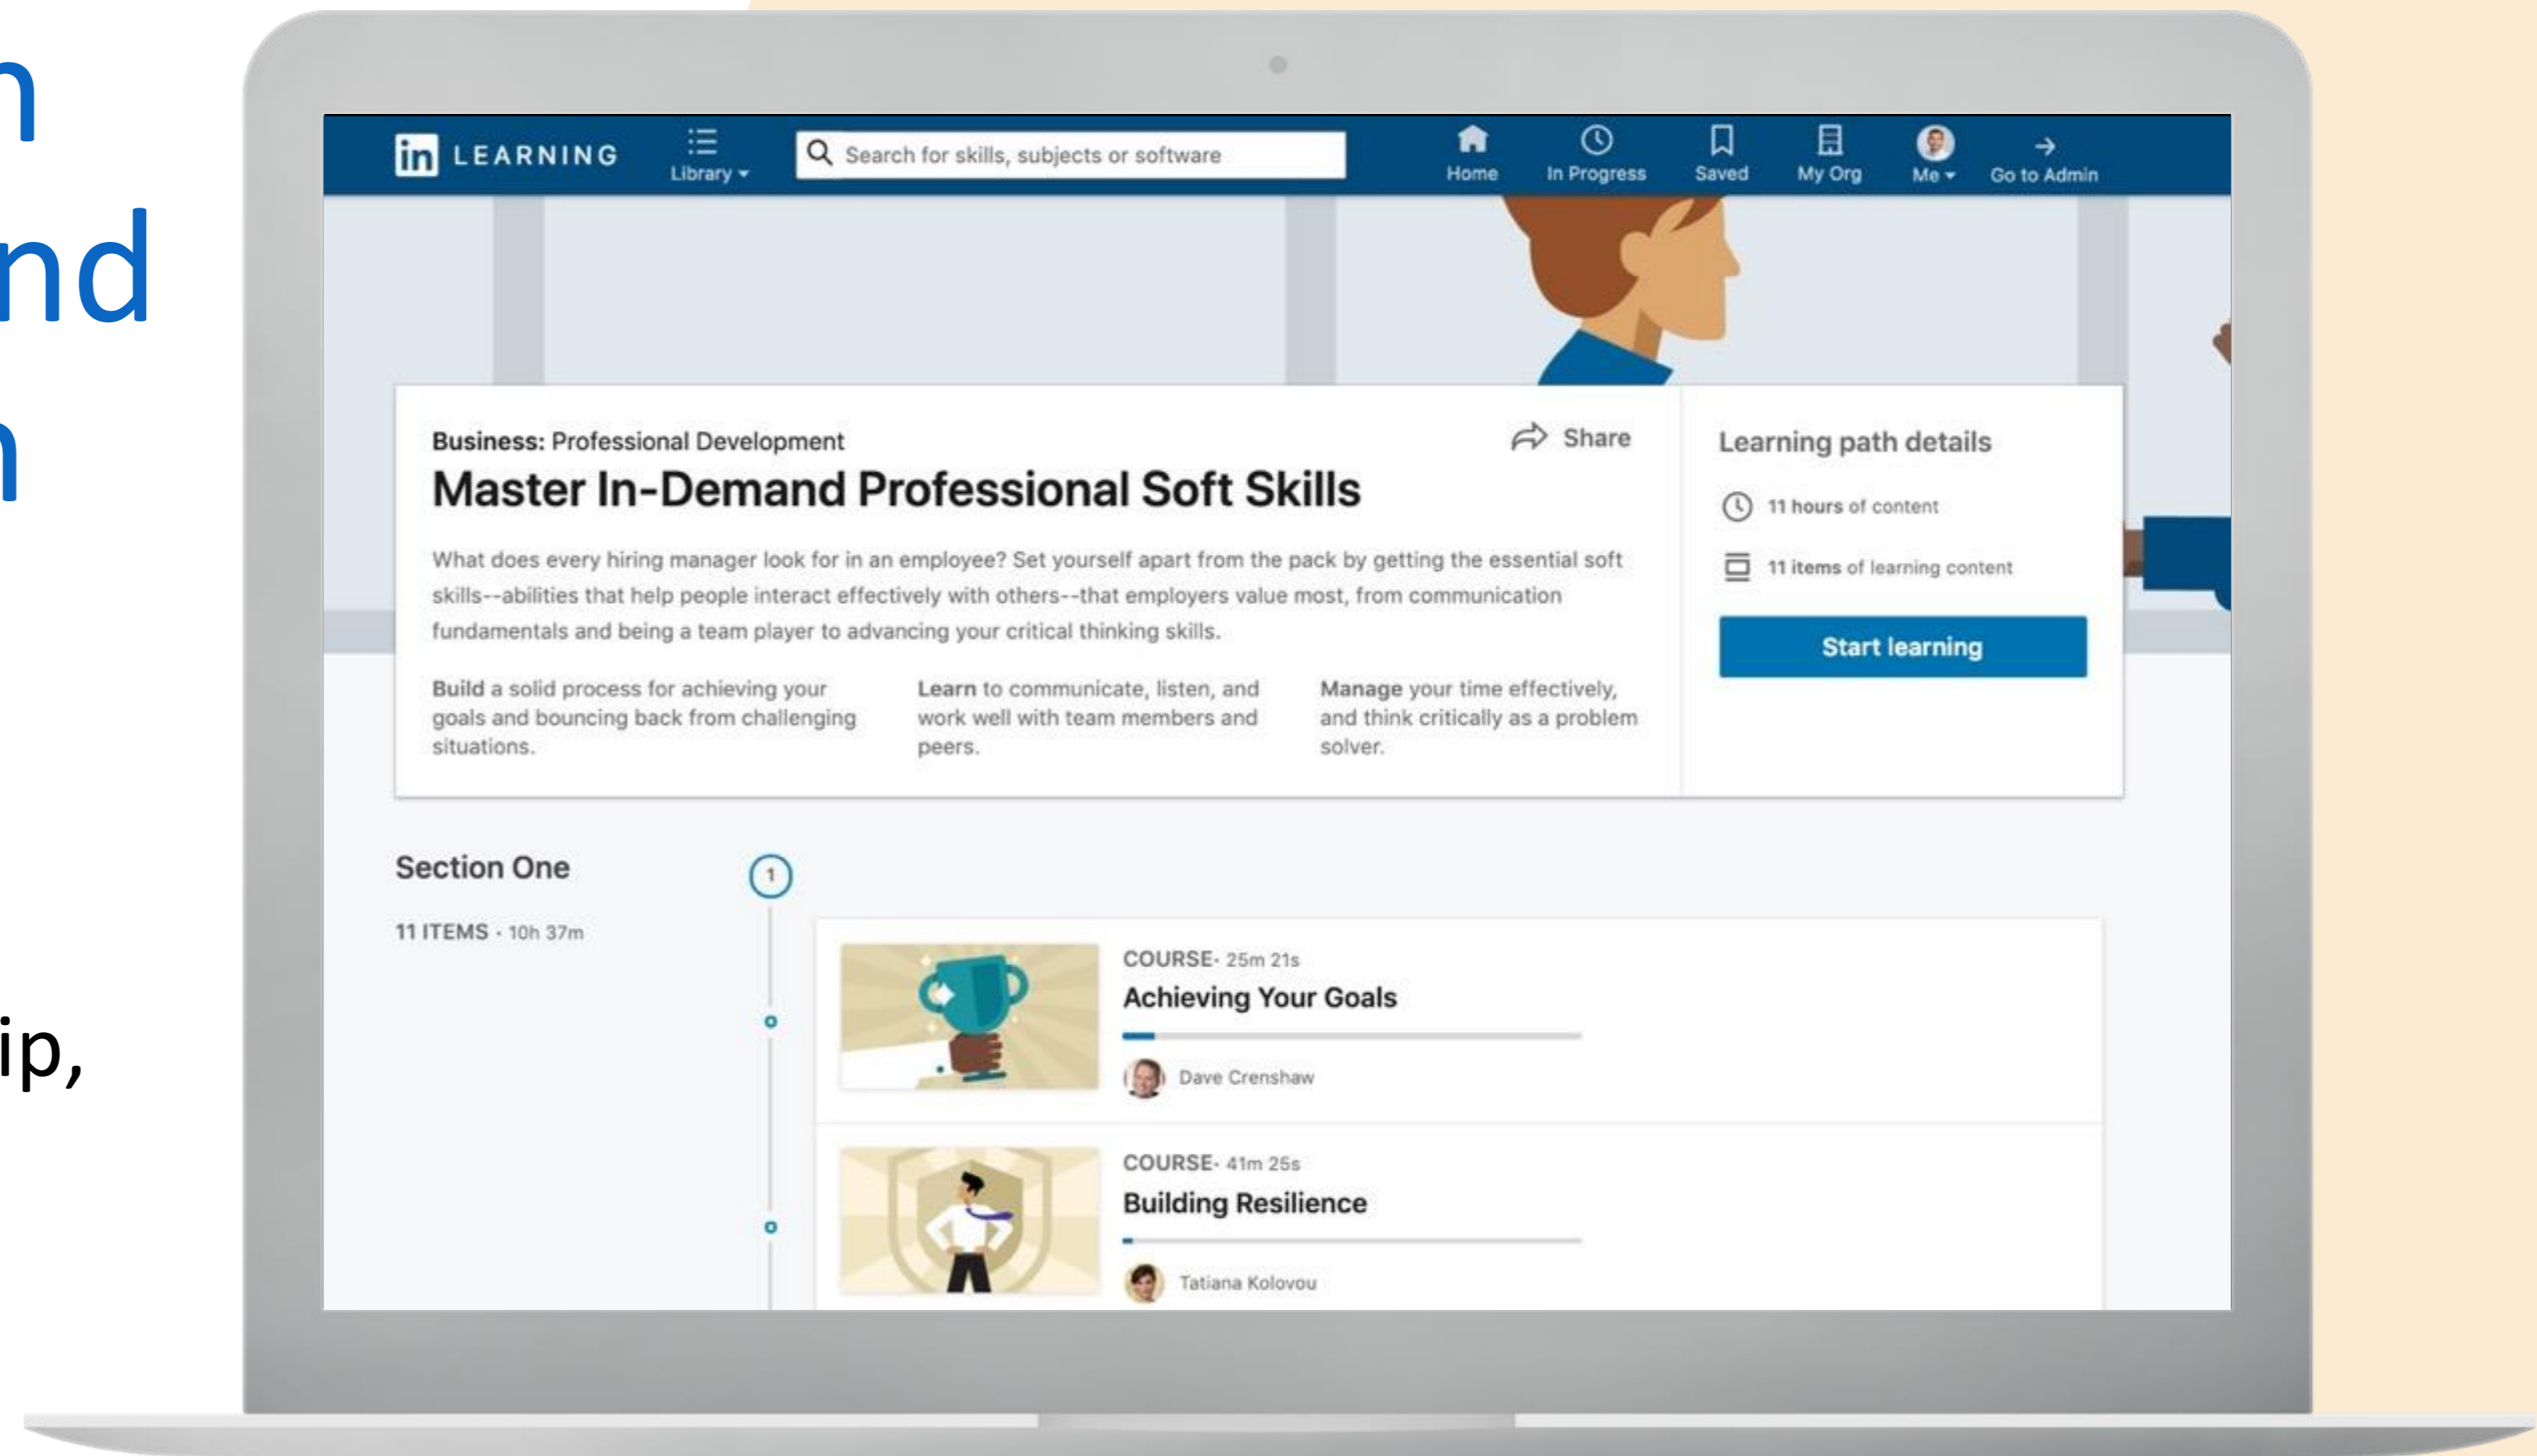 n
nd
n
ip,
in LEARNING
Library
Search for skills, subjects or software
Home
In Progress
Saved
My Org
Me
Go to Admin
Business: Professional Development
Share
Master In-Demand Professional Soft Skills
What does every hiring manager look for in an employee? Set yourself apart from the pack by getting the essential soft
skills--abilities that help people interact effectively with others--that employers value most, from communication
fundamentals and being a team player to advancing your critical thinking skills.
Build a solid process for achieving your
goals and bouncing back from challenging
situations.
Learn to communicate, listen, and
work well with team members and
peers.
Manage your time effectively,
and think critically as a problem
solver.
Learning path details
11 hours of content
11 items of learning content
Start learning
Section One
11 ITEMS · 10h 37m
1
COURSE· 25m 21s
Achieving Your Goals
Dave Crenshaw
COURSE· 41m 25s
Building Resilience
Tatiana Kolovou